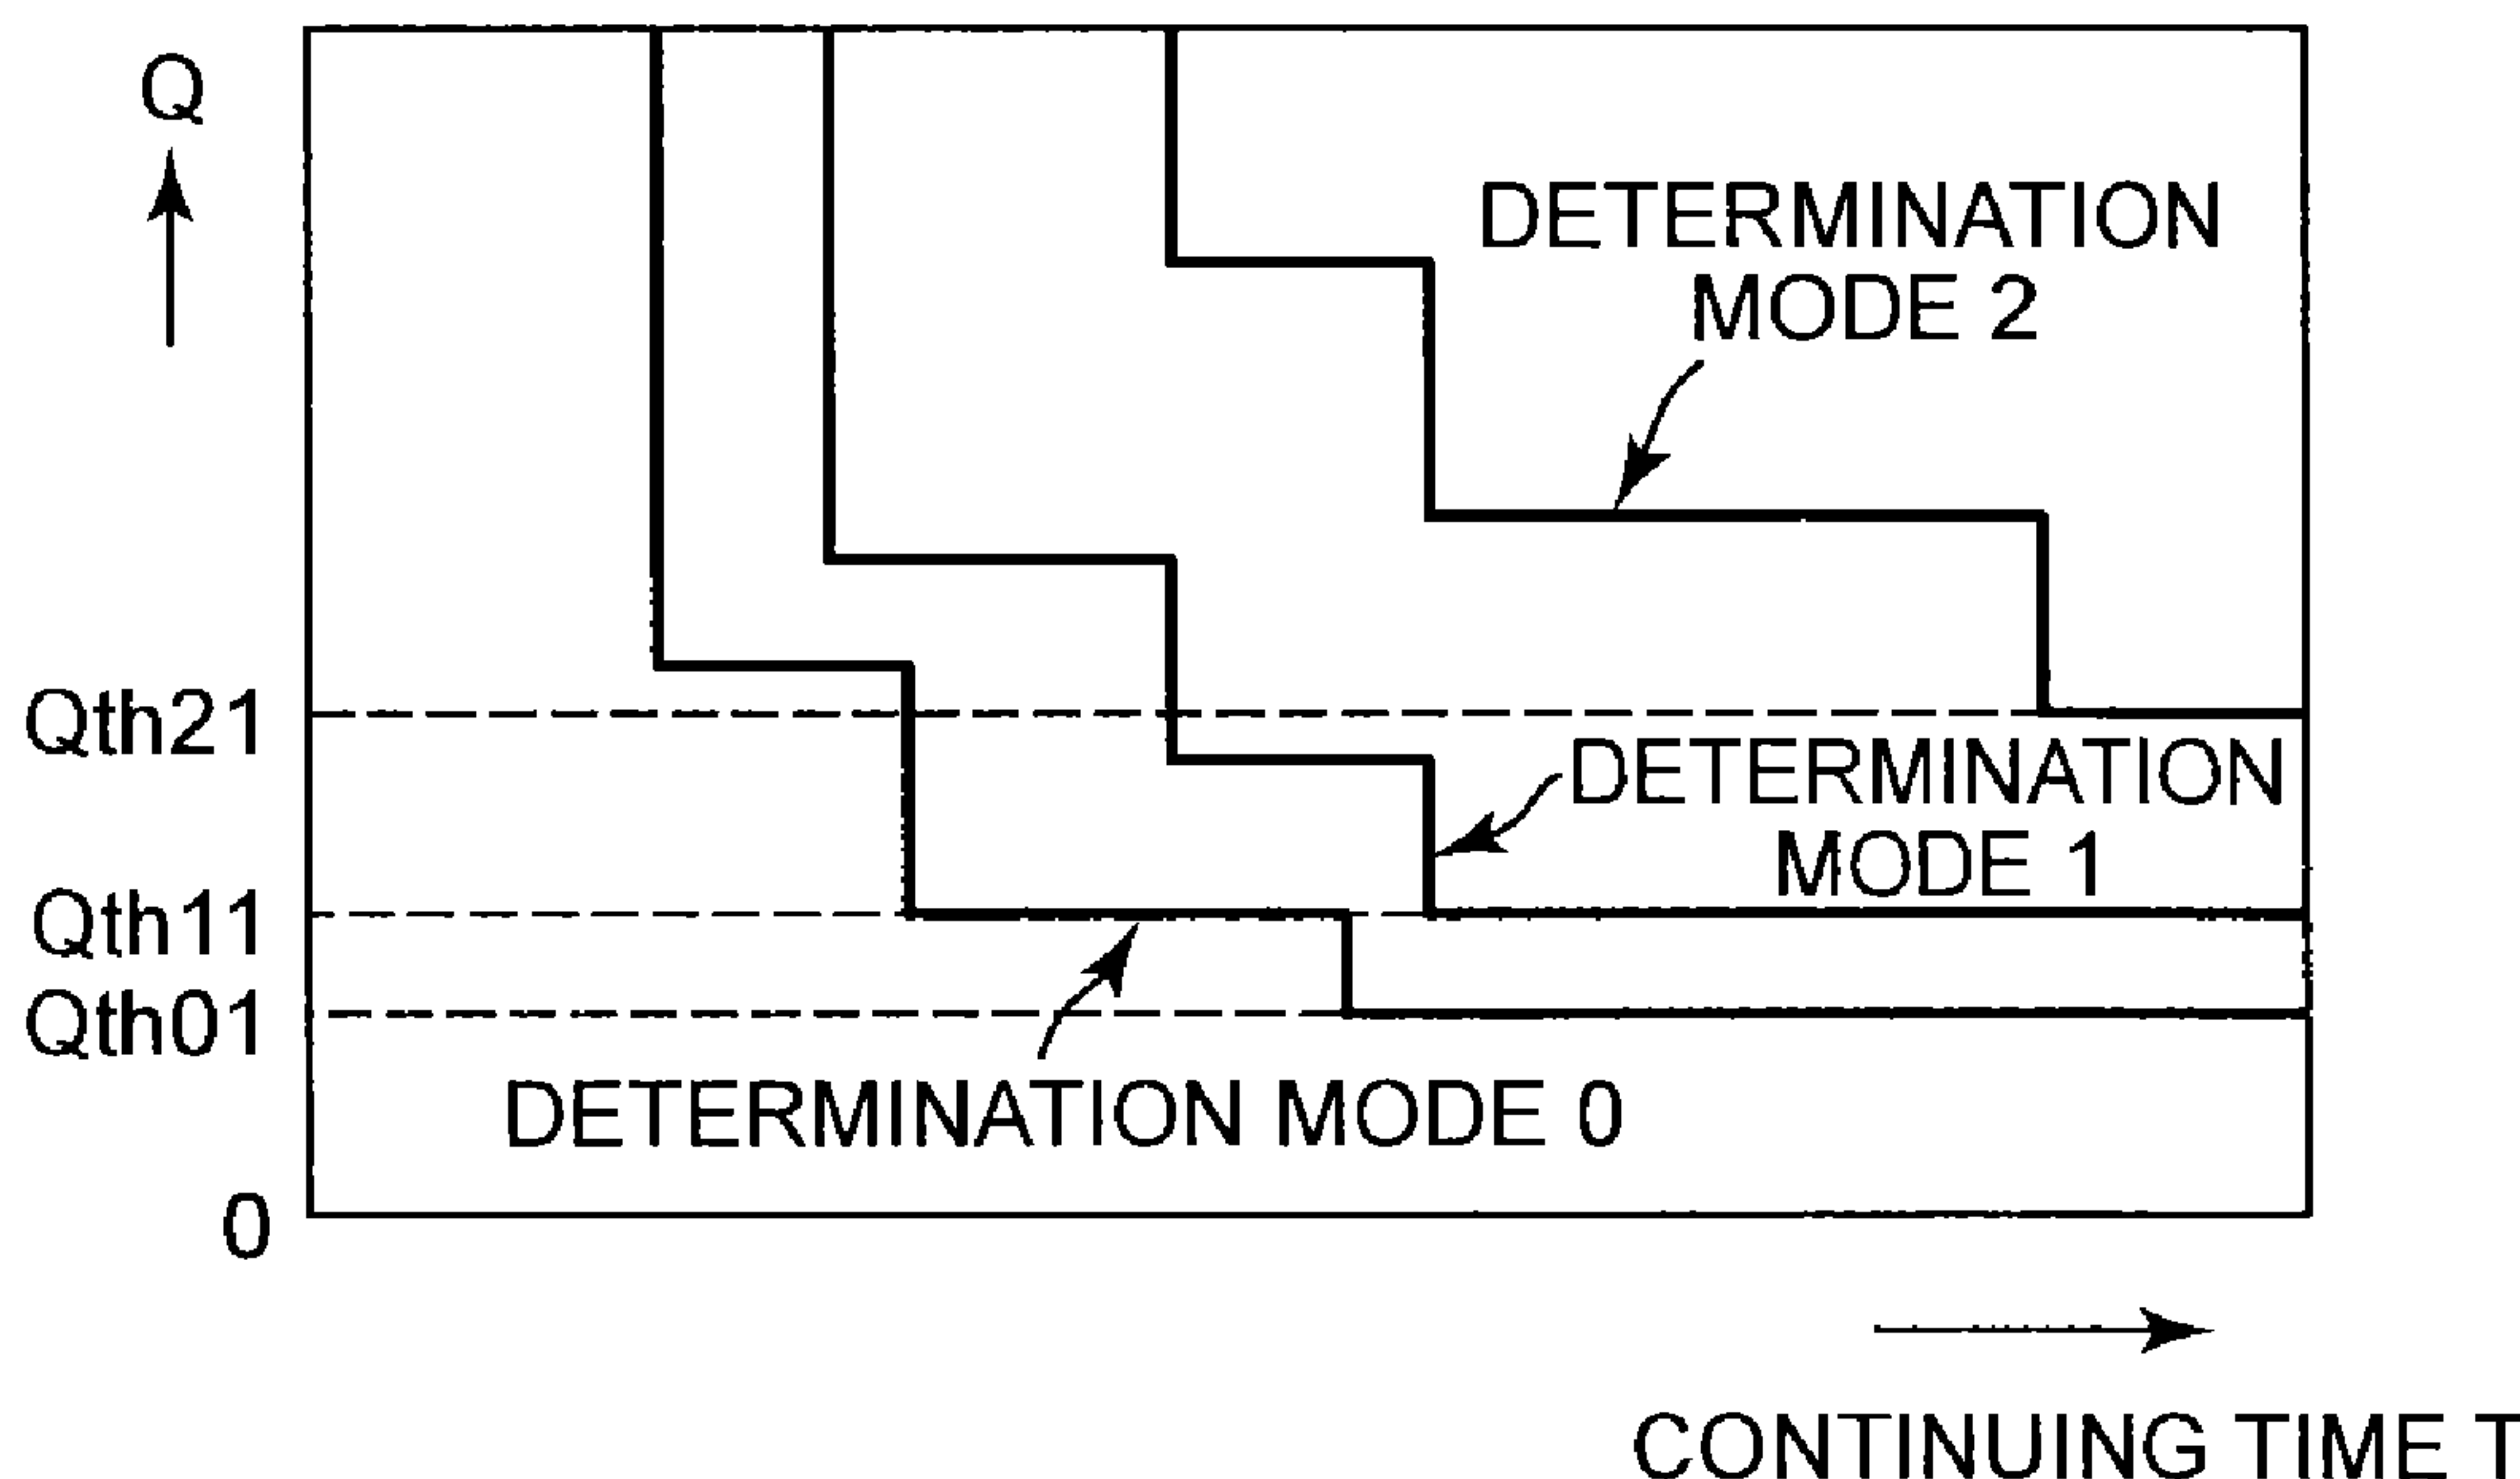 Q
DETERMINATION
MODE 2
Qth21
DETERMINATION
MODE 1
Qth11
Qth01
DETERMINATION MODE 0
0
CONTINUING TIME T